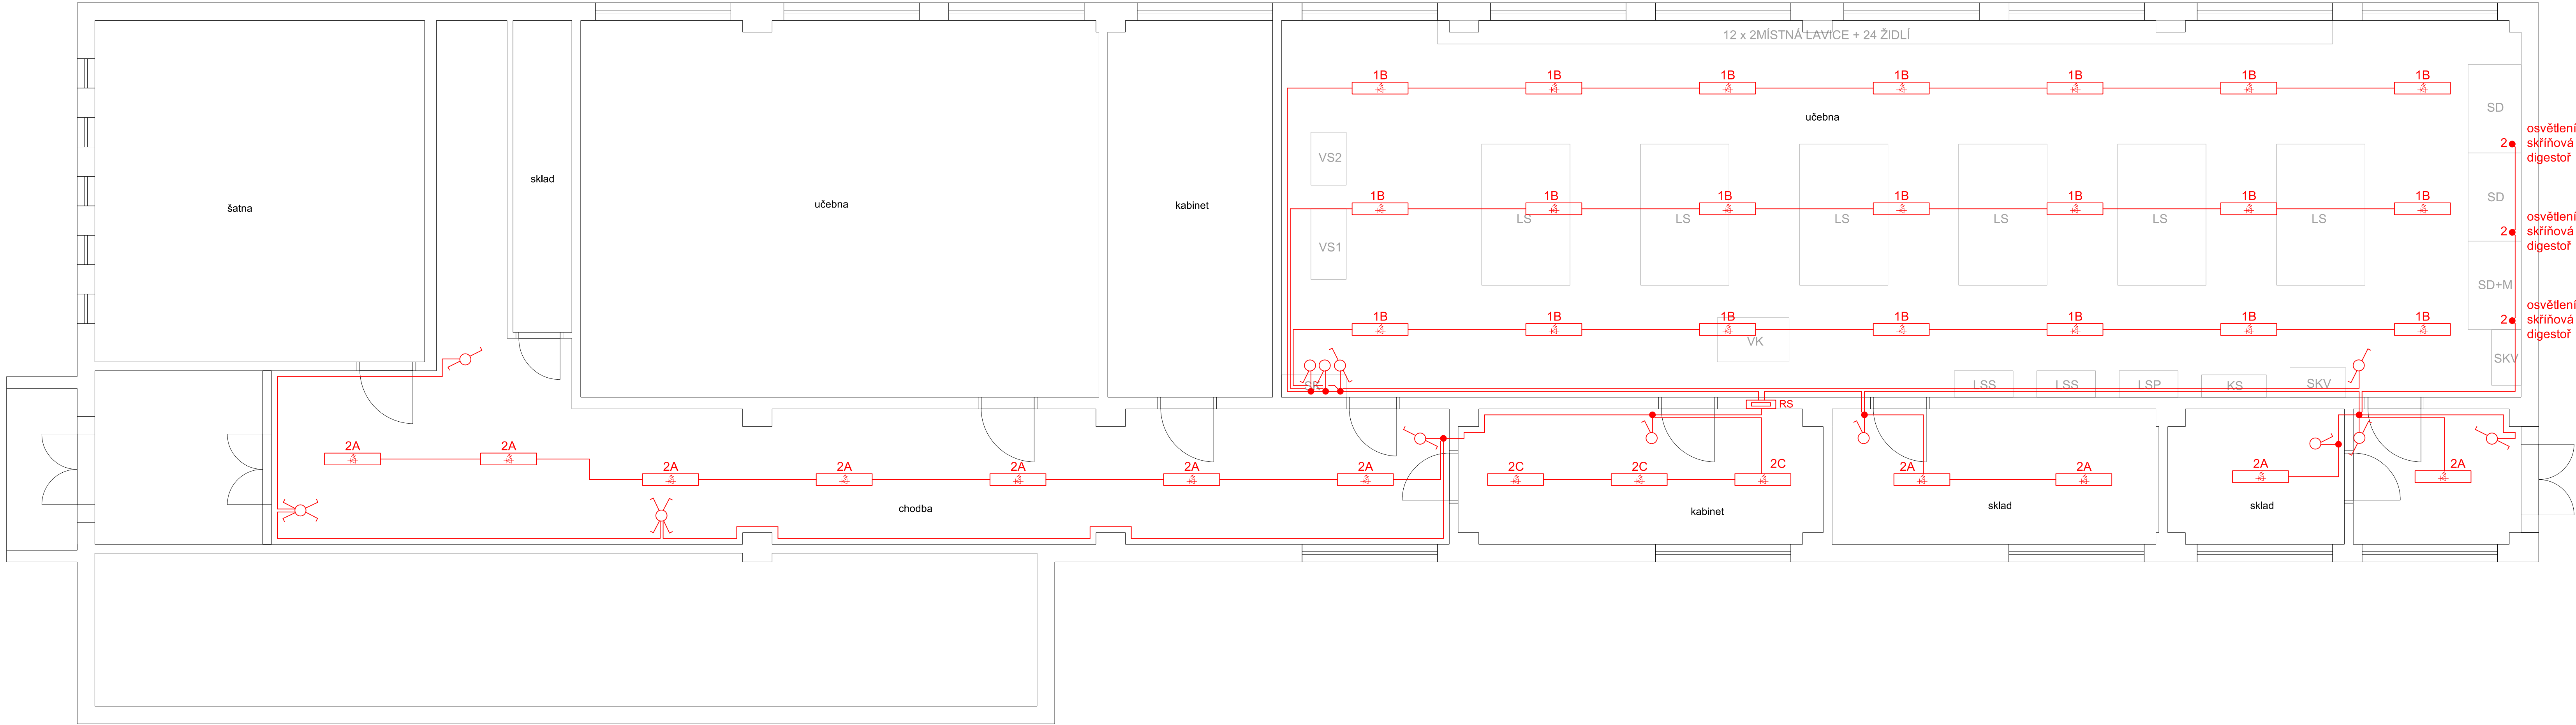 12 x 2MÍSTNÁ LAVICE + 24 ŽIDLÍ
1B 1B 1B 1B 1B 1B 1B
SD
učebna
osvětlení
2 skříňová
digestoř
VS2
sklad
1B 1B 1B 1B 1B 1B 1B
SD
učebna
kabinet
šatna
LS LS LS LS LS LS
osvětlení
2 skříňová
digestoř
VS1
SD+M
osvětlení
2 skříňová
digestoř
1B 1B 1B 1B 1B 1B 1B
VK
SKV
LSS LSS LSP KS SKV
RS
2A 2A
2A 2A 2A 2A 2A
2C 2C 2C
2A 2A
2A
2A
chodba
kabinet
sklad
sklad